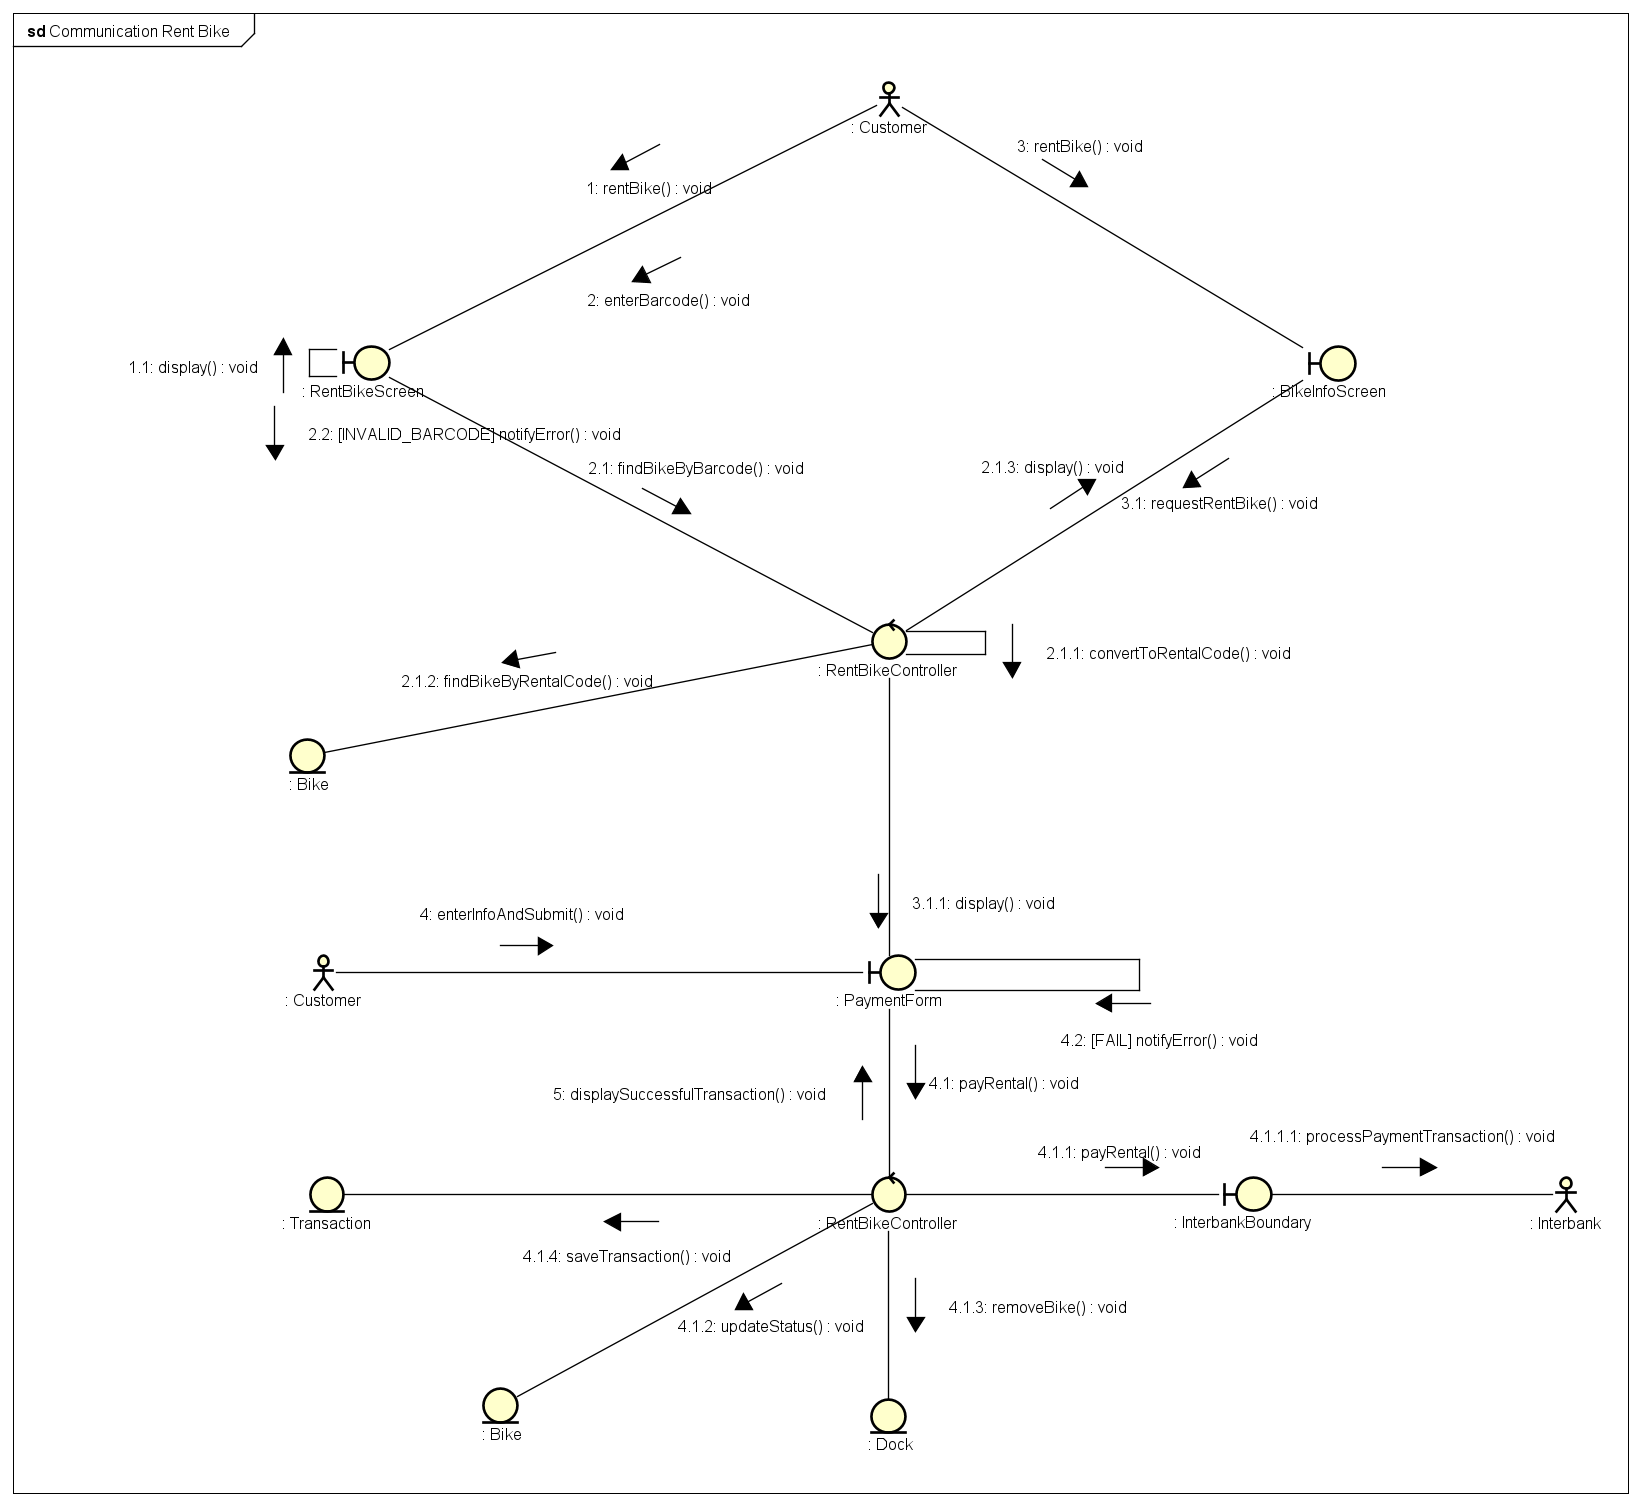 sd Communication Rent Bike
: Customer
3: rentBike() : void
1: rentBike() : void
2: enterBarcode() : void
1.1: display() : void
: RentBikeScreen
: BikeInfoScreen
2.2: [INVALID_BARCODE] notifyError() : void
2.1: findBikeByBarcode() : void
2.1.3: display() : void
3.1: requestRentBike() : void
2.1.1: convertToRentalCode() : void
: RentBikeController
2.1.2: findBikeByRentalCode() : void
: Bike
3.1.1: display() : void
4: enterInfoAndSubmit() : void
: Customer
: PaymentForm
4.2: [FAIL] notifyError() : void
4.1: payRental() : void
5: displaySuccessfulTransaction() : void
4.1.1.1: processPaymentTransaction() : void
4.1.1: payRental() : void
: Transaction
: RentBikeController
: InterbankBoundary
: Interbank
4.1.4: saveTransaction() : void
4.1.3: removeBike() : void
4.1.2: updateStatus() : void
: Bike
: Dock